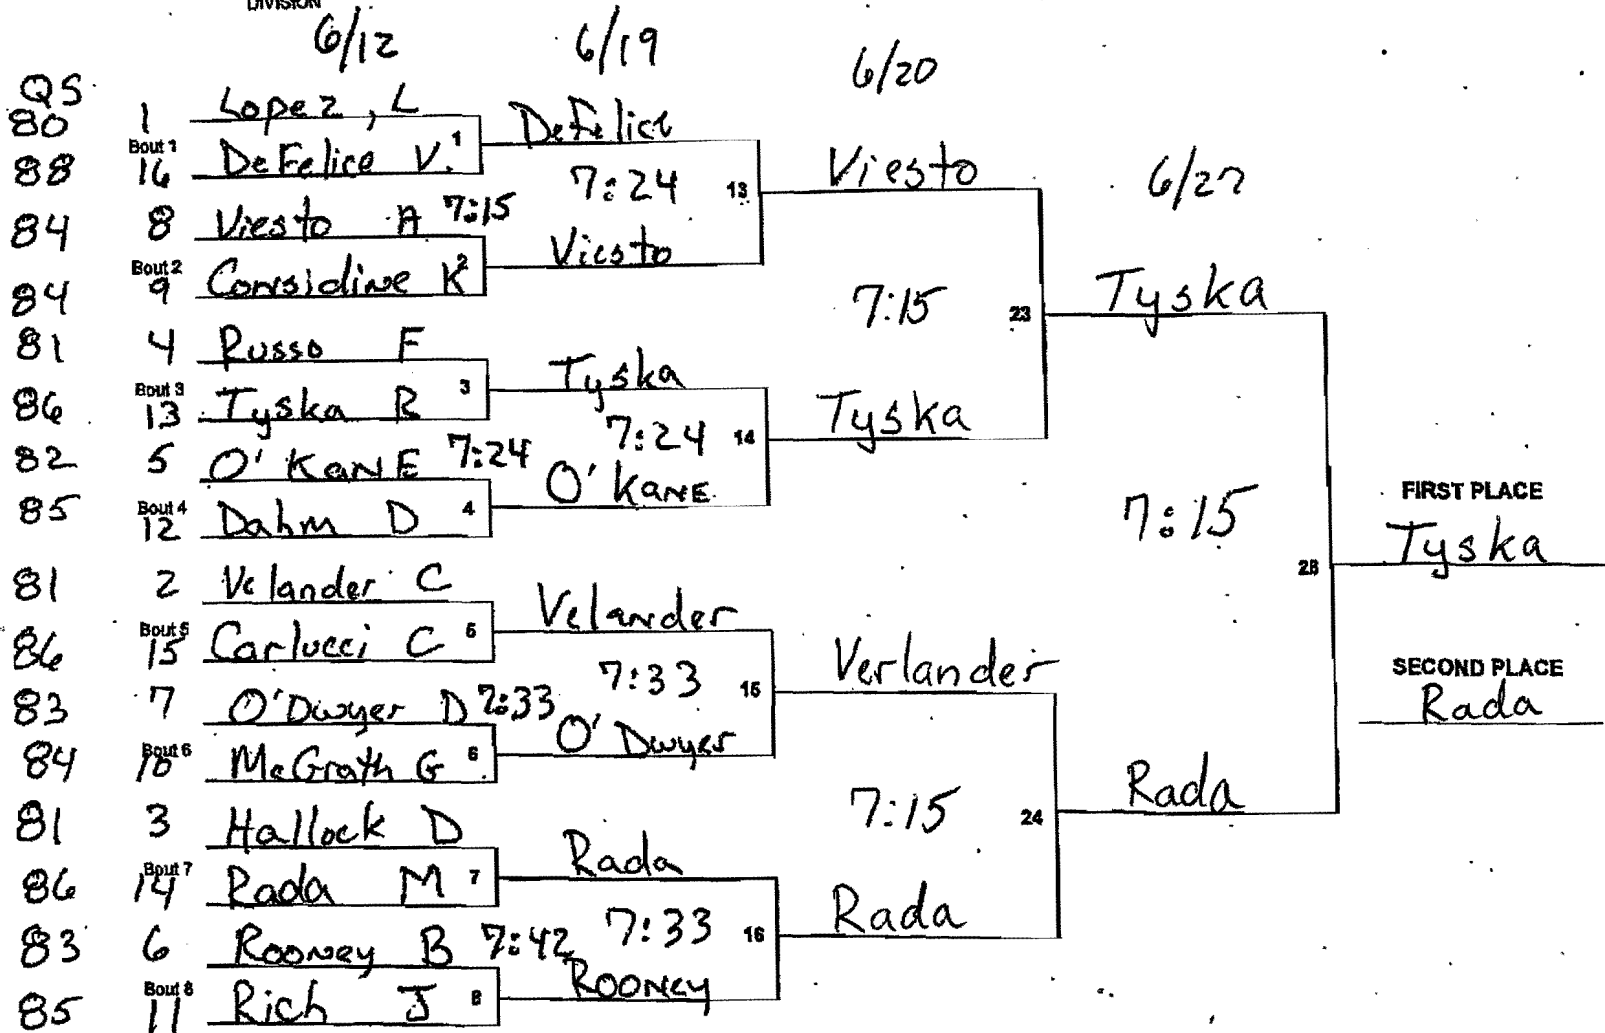 DIVISION
6/12 6/19 6/20
QS
80 1 Lopez, L
DeFelice
Bout 1 1
88 16 DeFelice V.
7:24 13 Viesto 6/27
84 8 Viesto A 7:15
Viesto
Bout 2 2
84 9 Considine K
7:15 23 Tyska
81 4 Russo F
Tyska
Bout 3 3
86 13 Tyska R
7:24 14 Tyska
82 5 O'KANE 7:24
O'KANE
Bout 4 4
85 12 Dahm D
7:15 28 FIRST PLACE
Tyska
81 2 Velander C
Velander
Bout 5 5
86 15 Carlucci C
7:33 15 Verlander
SECOND PLACE
Rada
83 7 O'Dwyer D 7:33
O'Dwyer
Bout 6 6
84 10 McGrath G
7:15 24 Rada
81 3 Hallock D
Rada
Bout 7 7
86 14 Rada M
7:33 16 Rada
83 6 Rooney B 7:42
Rooney
Bout 8 8
85 11 Rich J